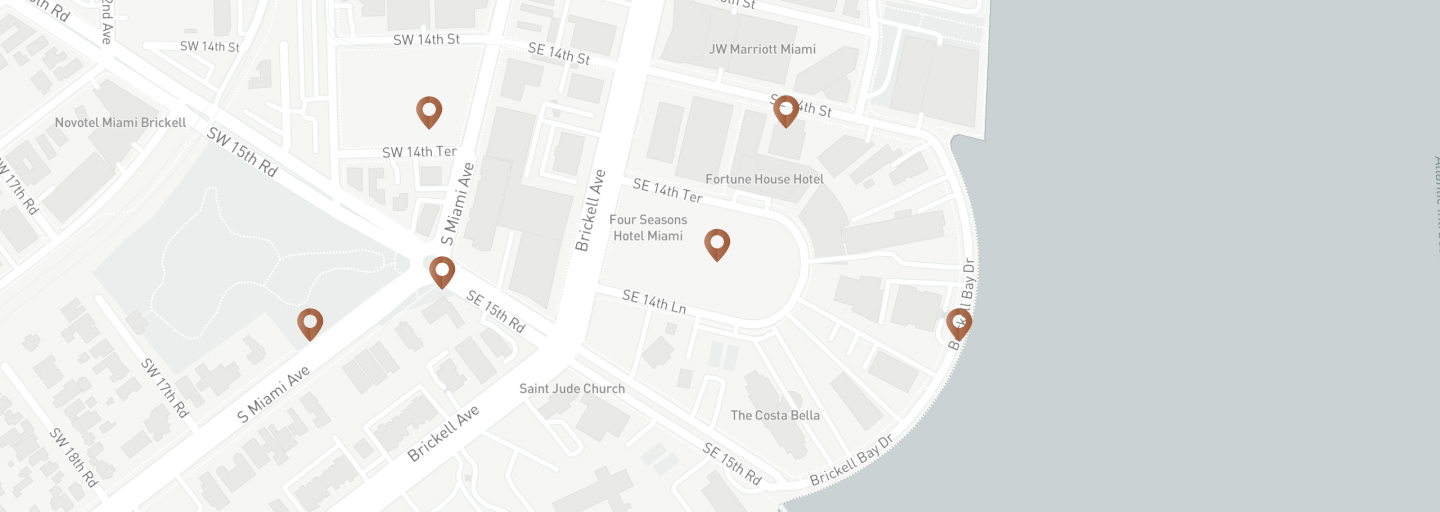 2nd Ave
SW 14th St
SW 14th St
SE 14th St
JW Marriott Miami
Novotel Miami Brickell
SW 15th Rd
SW 14th Ter
SW 17th Rd
S Miami Ave
Brickell Ave
SE 14th Ter
Fortune House Hotel
Four Seasons
Hotel Miami
SE 14th Ln
SE 15th Rd
Brickell Bay Dr
SW 17th Rd
S Miami Ave
Saint Jude Church
The Costa Bella
Brickell Ave
SW 18th Rd
SE 15th Rd
Brickell Bay Dr